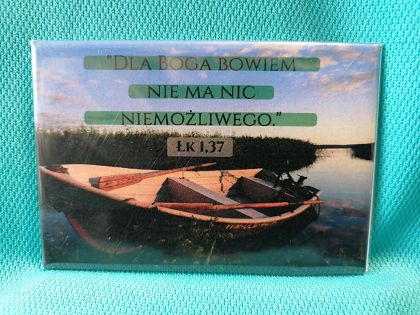 "Dla Boga bowiem
nie ma nic
niemożliwego."
Łk 1,37